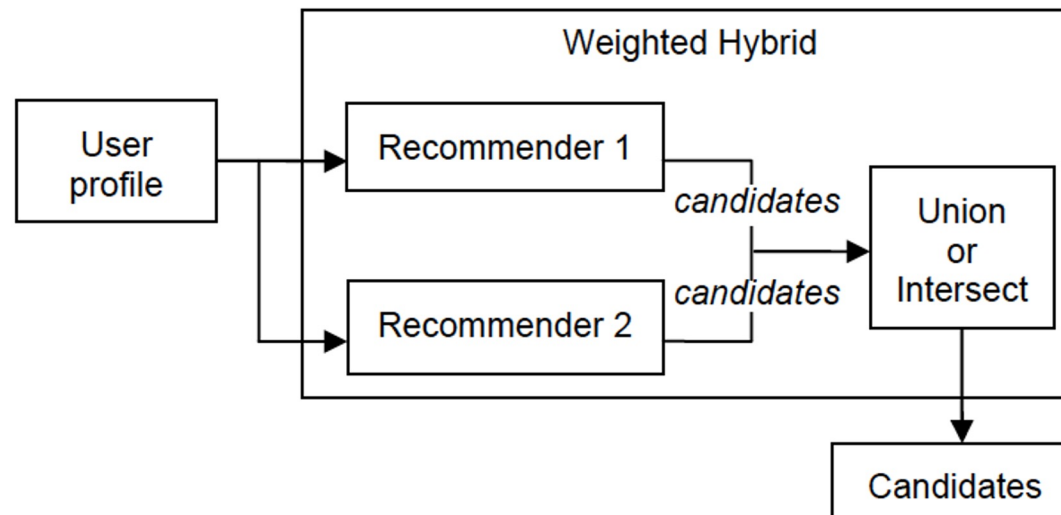 Weighted Hybrid
User
profile
Recommender 1
candidates
Union
or
Intersect
candidates
Recommender 2
Candidates